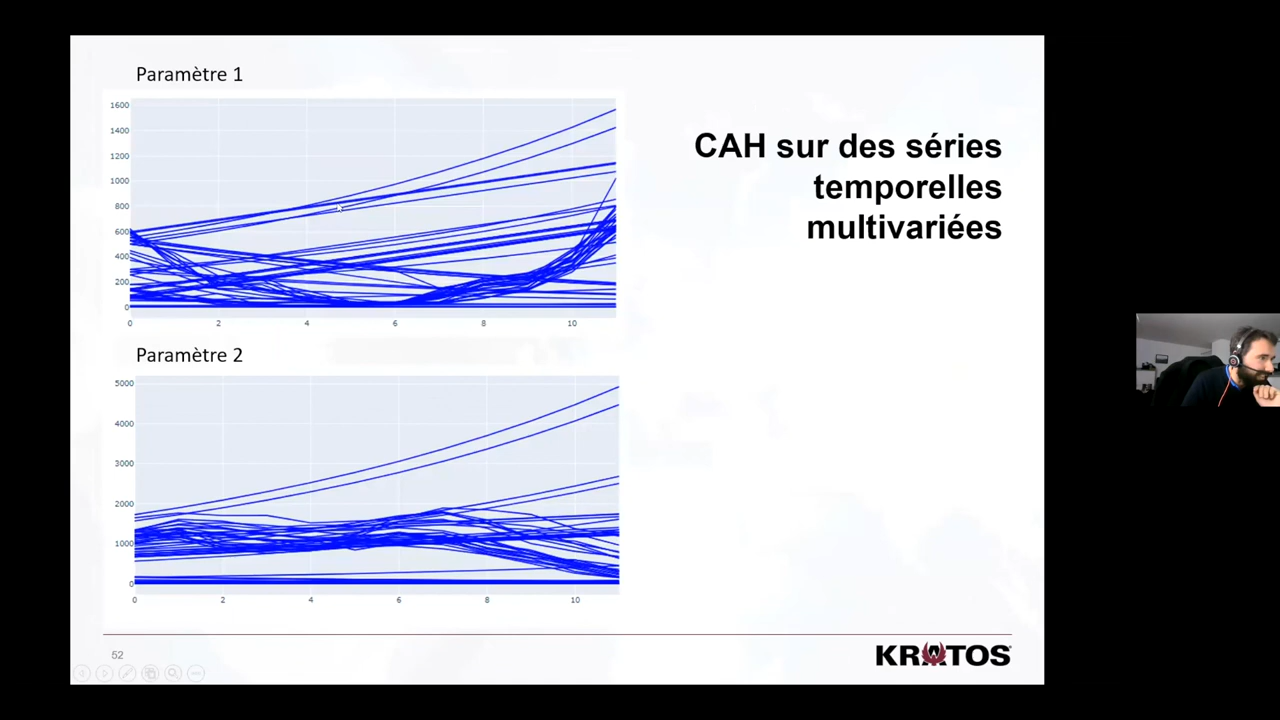 Paramètre 1
1600
1400
1200
1000
800
600
400
200
0
0 2 4 6 8 10
CAH sur des séries
temporelles
multivariées
Paramètre 2
5000
4000
3000
2000
1000
0
0 2 4 6 8 10
52
KRATOS